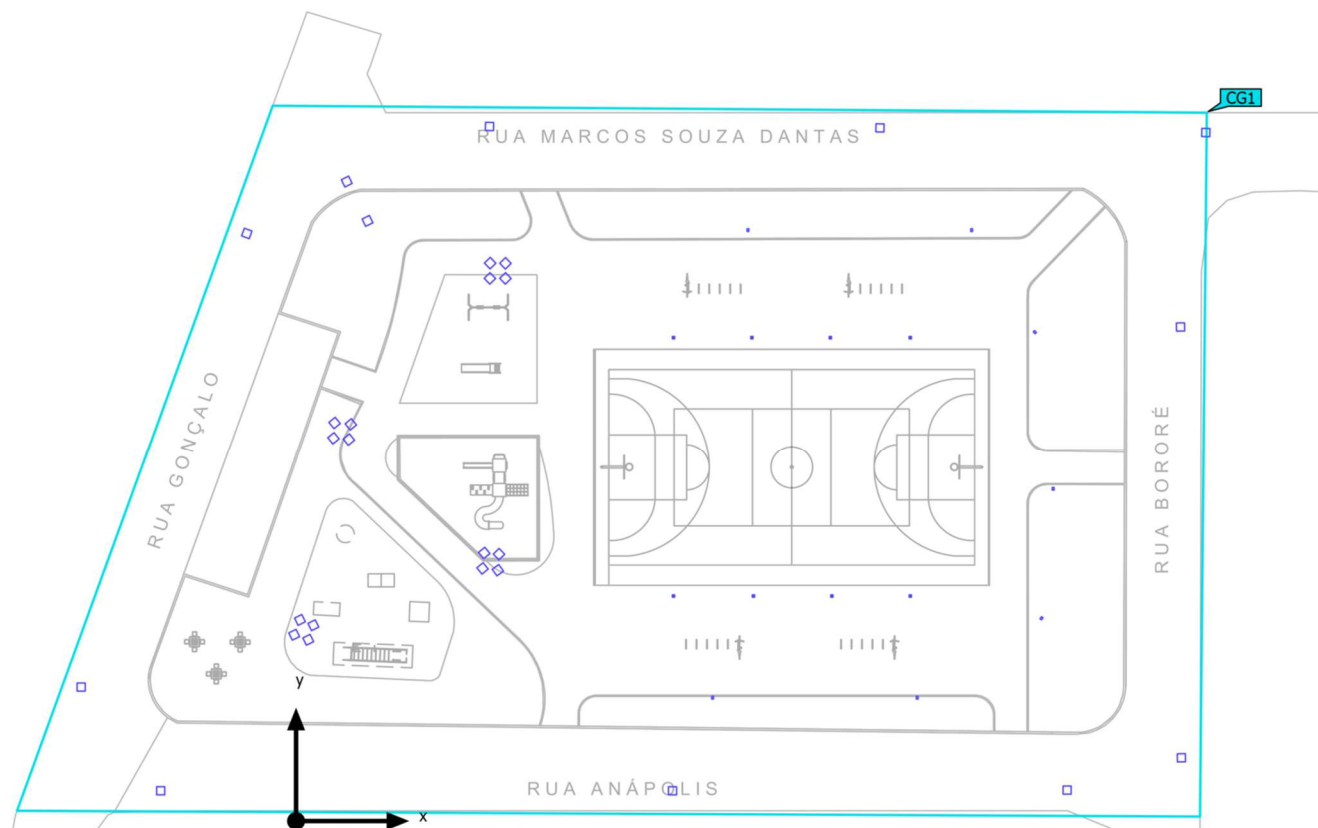 CG1
RUA MARCOS SOUZA DANTAS
RUA GONÇALO
RUA BORORÉ
y
RUA ANÁPOLIS
x